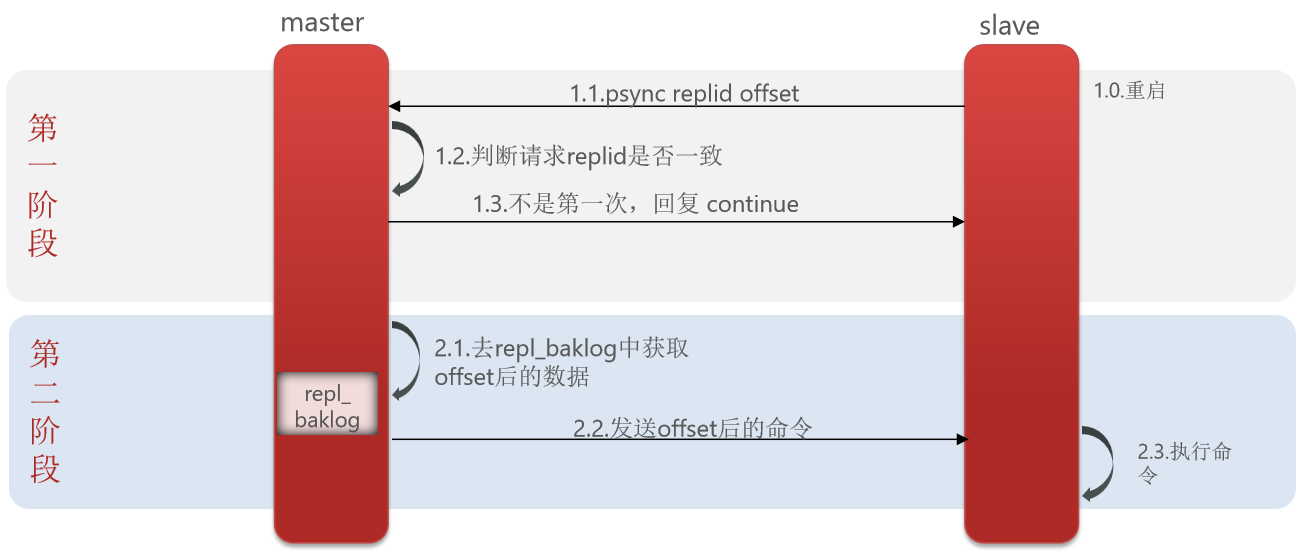 master
slave
第一阶段
1.0.重启
1.1.psync replid offset
1.2.判断请求replid是否一致
1.3.不是第一次，回复 continue
第二阶段
2.1.去repl_baklog中获取
offset后的数据
repl_
baklog
2.2.发送offset后的命令
2.3.执行命
令